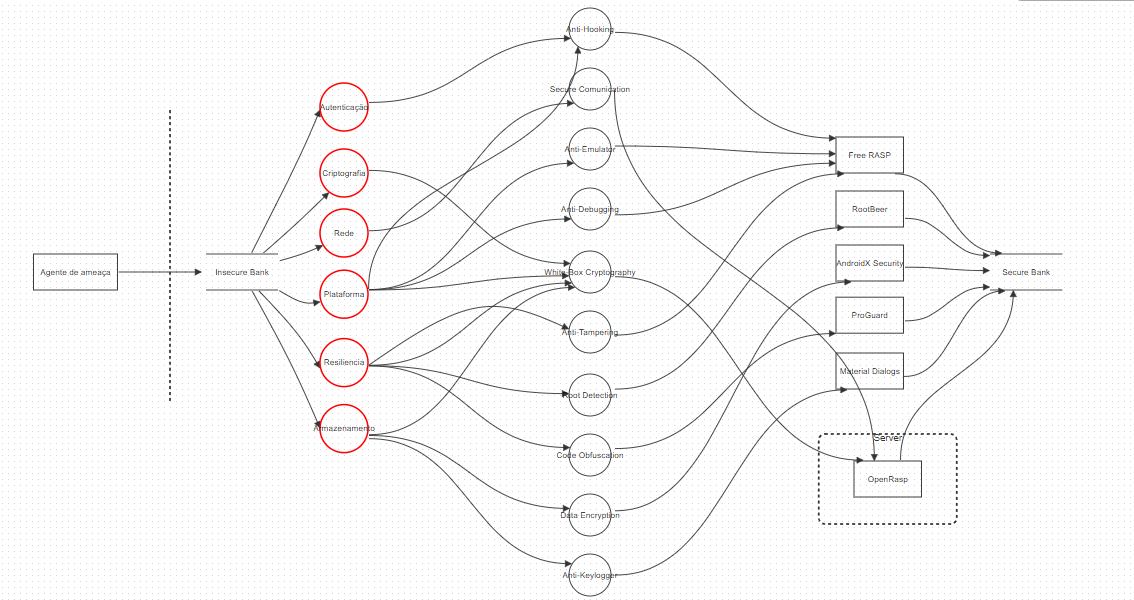 Agente de ameaça
Insecure Bank
Autenticação
Criptografia
Rede
Plataforma
Resiliencia
Armazenamento
Anti-Hooking
Secure Comunication
Anti-Emulator
Anti-Debugging
White-Box Cryptography
Anti-Tampering
Root Detection
Code Obfuscation
Data Encryption
Anti-Keylogger
Free RASP
RootBeer
AndroidX Security
ProGuard
Material Dialogs
Server
OpenRasp
Secure Bank